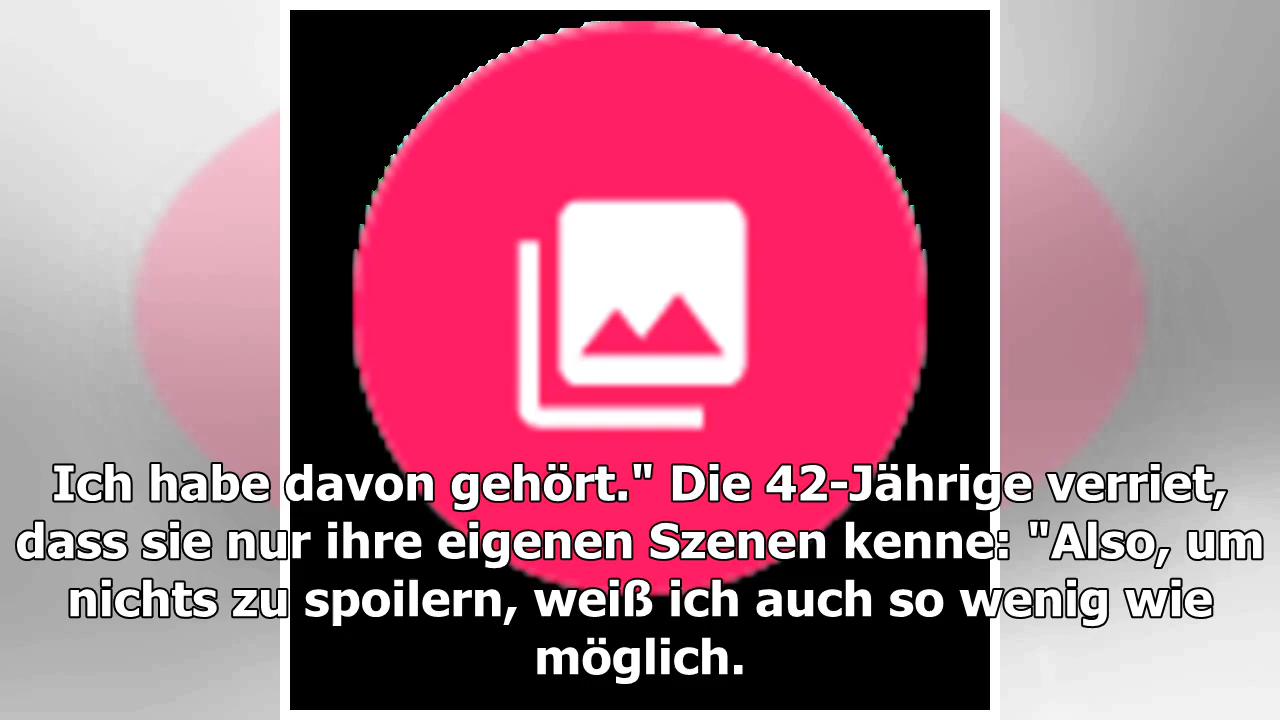 Ich habe davon gehört." Die 42-Jährige verriet,
dass sie nur ihre eigenen Szenen kenne: "Also, um
nichts zu spoilern, weiß ich auch so wenig wie
möglich.